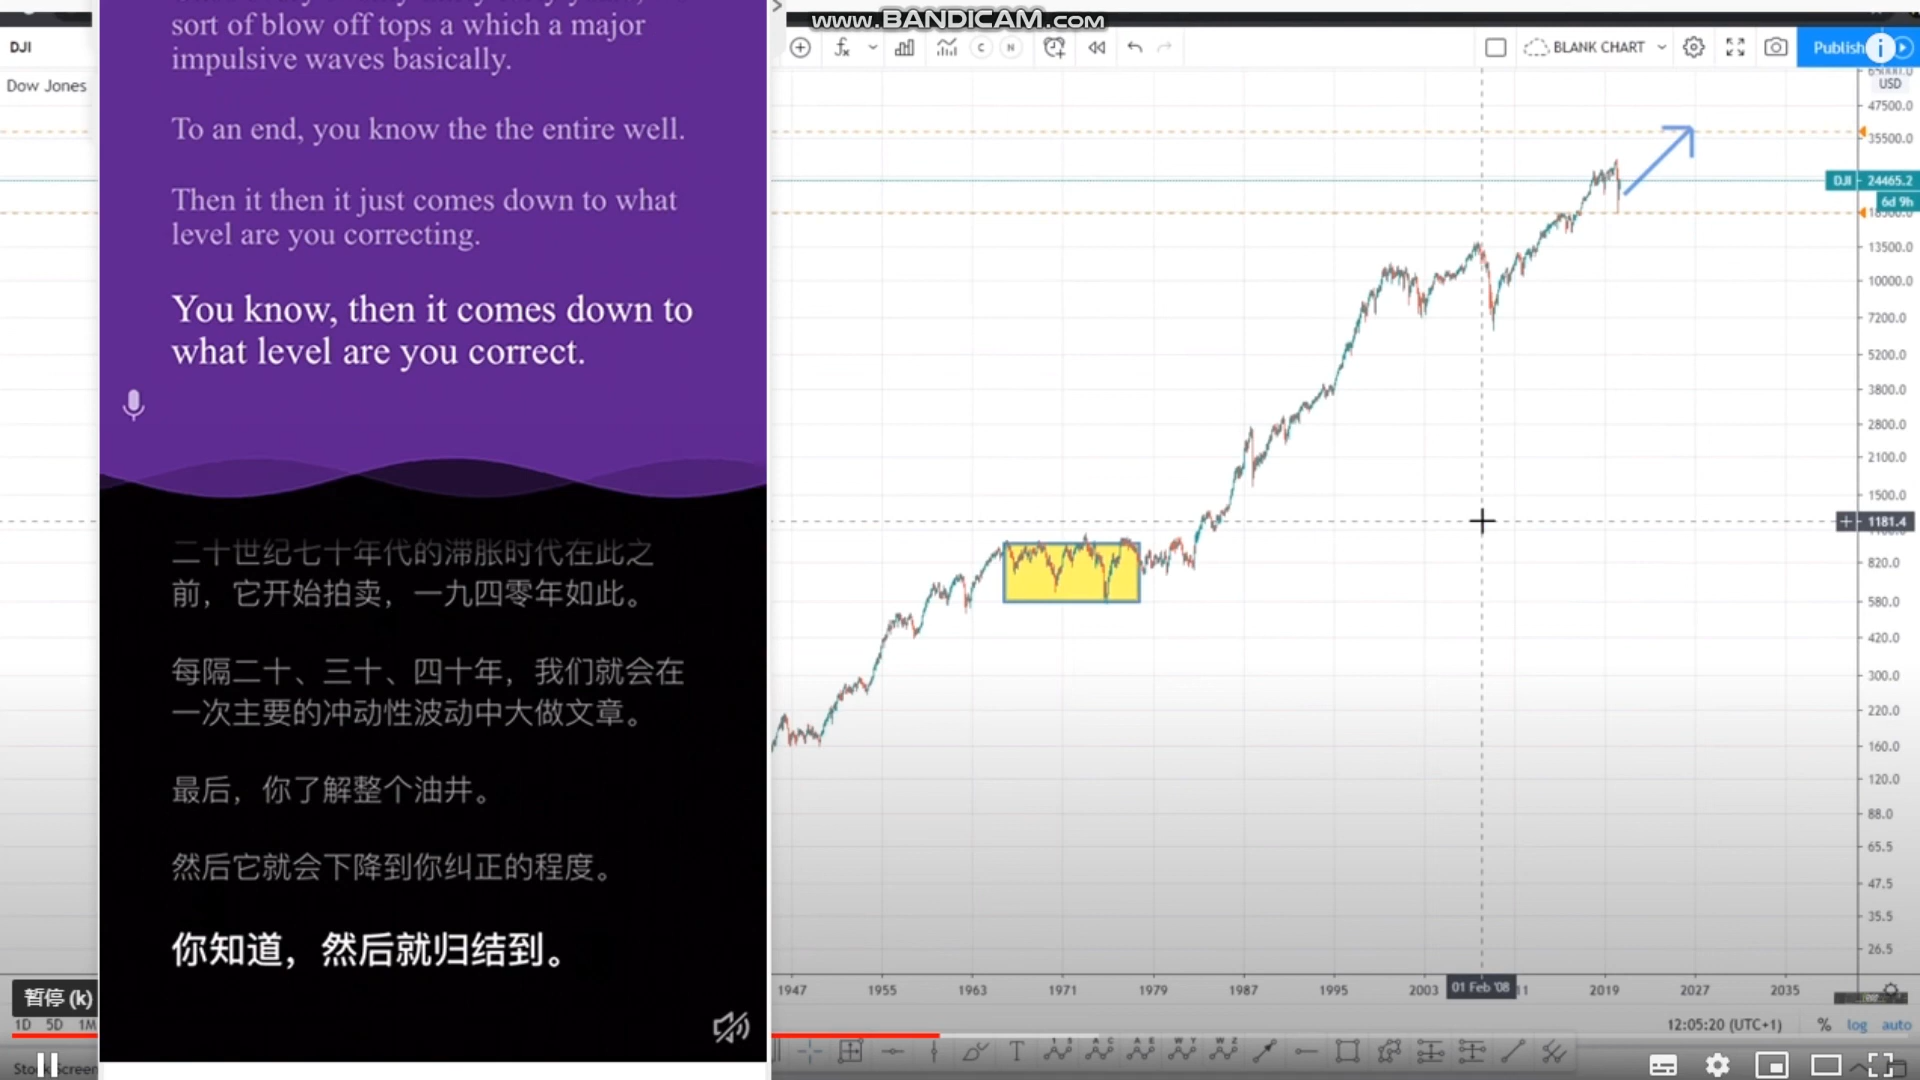 www.BANDICAM.com
DJI
BLANK CHART
Publish
Dow Jones
sort of blow off tops a which a major
impulsive waves basically.
To an end, you know the the entire well.
Then it then it just comes down to what
level are you correcting.
You know, then it comes down to
what level are you correct.
二十世纪七十年代的滞胀时代在此之
前，它开始拍卖，一九四零年如此。
每隔二十、三十、四十年，我们就会在
一次主要的冲动性波动中大做文章。
最后，你了解整个油井。
然后它就会下降到你纠正的程度。
你知道，然后就归结到。
USD
47500.0
35500.0
DJI 24465.2
6d 9h
18500.0
13500.0
10000.0
7200.0
5200.0
3800.0
2800.0
2100.0
1500.0
1181.4
820.0
580.0
420.0
300.0
220.0
160.0
120.0
88.0
65.5
47.5
35.5
26.5
1947
1955
1963
1971
1979
1987
1995
2003
01 Feb '08
2019
2027
2035
暂停 (k)
1D 5D 1M
12:05:20 (UTC+1)
%
log
auto